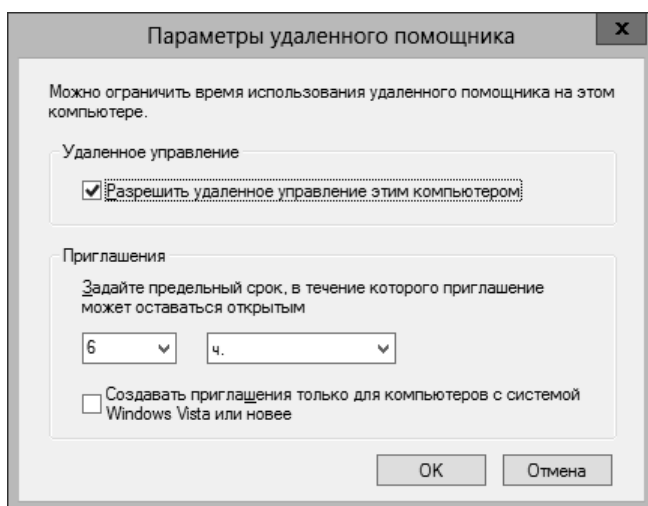 Параметры удаленного помощника
x
Можно ограничить время использования удаленного помощника на этом
компьютере.
Удаленное управление
Разрешить удаленное управление этим компьютером
Приглашения
Задайте предельный срок, в течение которого приглашение
может оставаться открытым
6 ч.
Создавать приглашения только для компьютеров с системой
Windows Vista или новее
OK Отмена